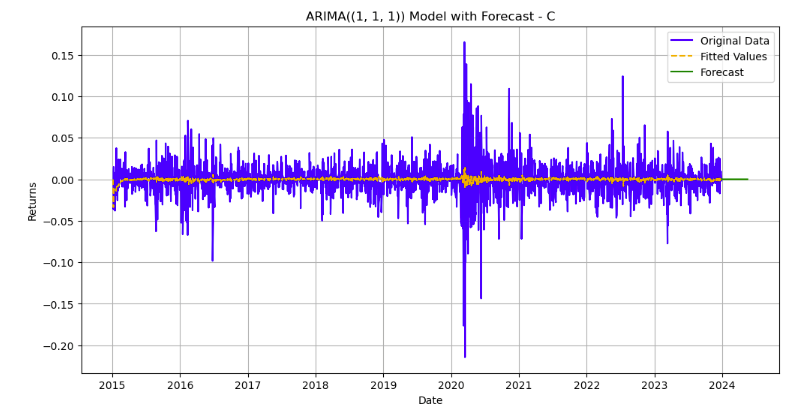 ARIMA((1, 1, 1)) Model with Forecast - C
Original Data
Fitted Values
Forecast
0.15
0.10
0.05
0.00
−0.05
−0.10
−0.15
−0.20
Returns
2015 2016 2017 2018 2019 2020 2021 2022 2023 2024
Date